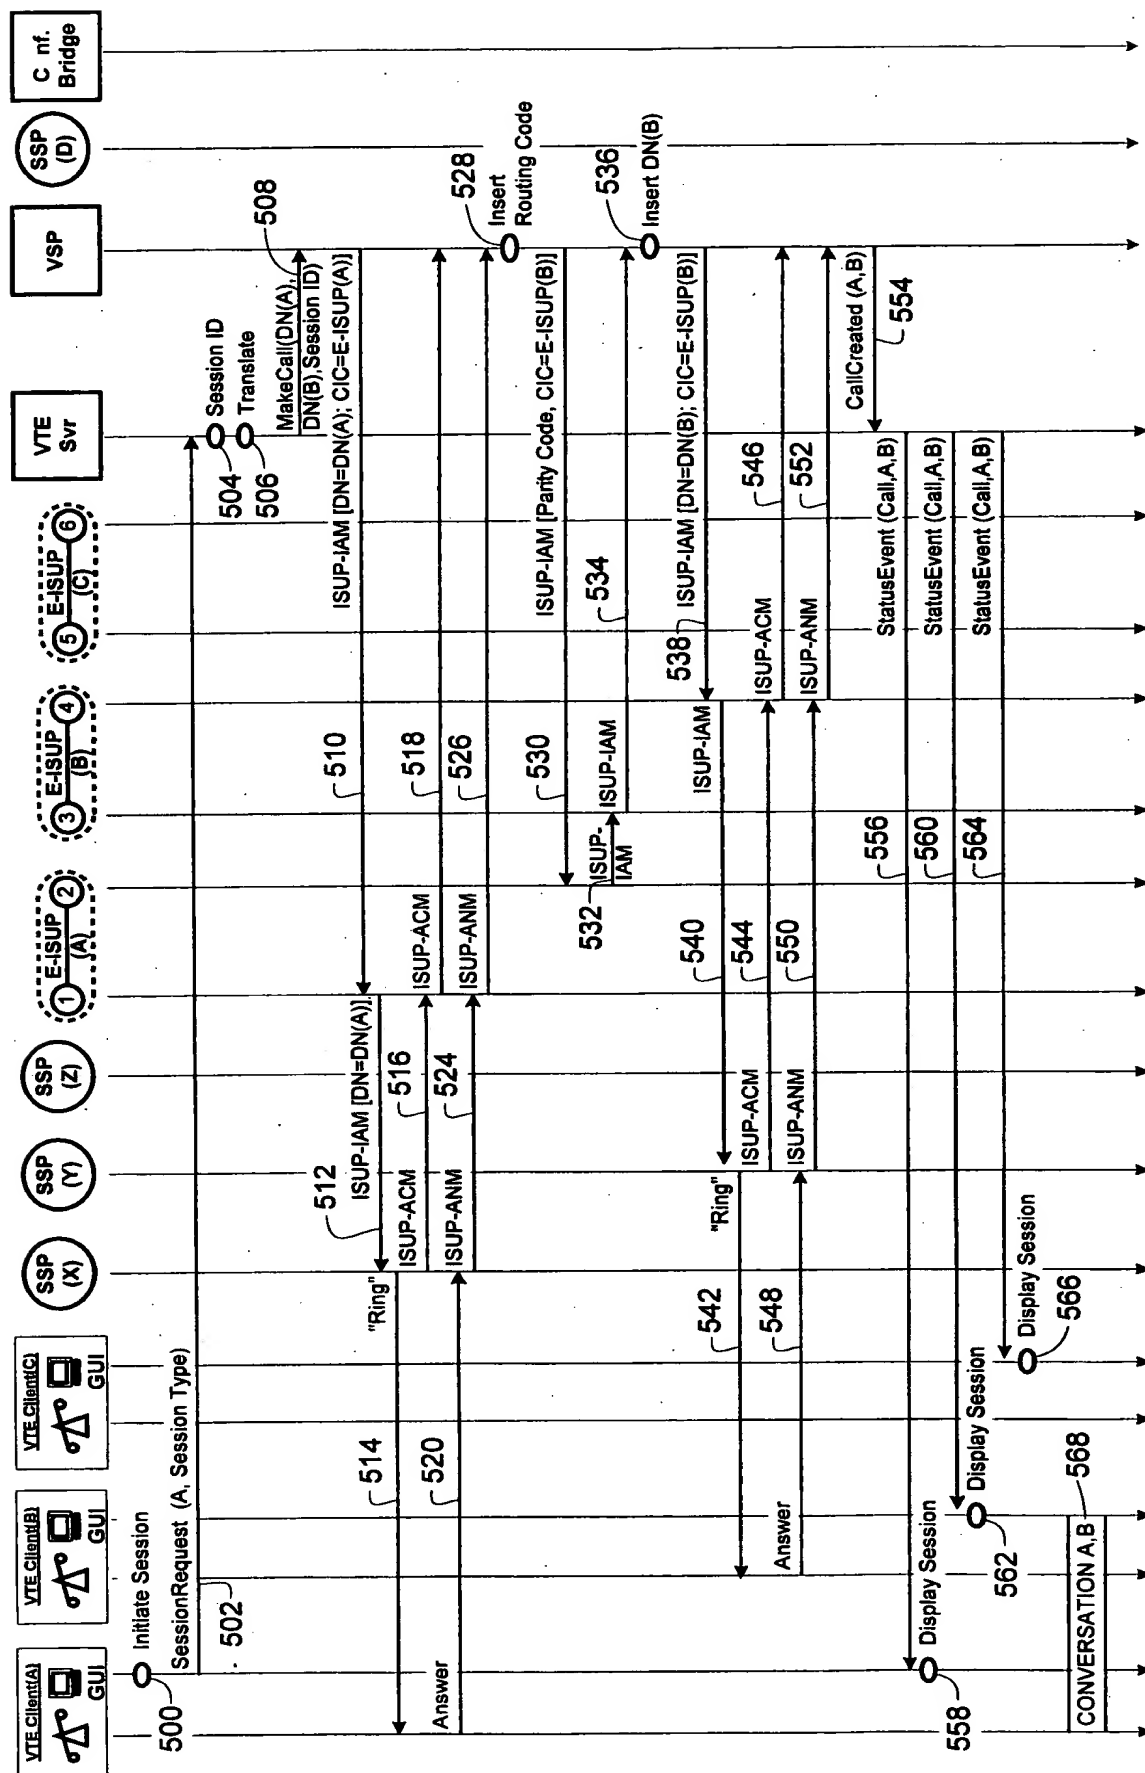 VTE Client(A)
GUI
VTE Client(B)
GUI
VTE Client(C)
GUI
SSP
(X)
SSP
(Y)
SSP
(Z)
1
E-ISUP
(A)
2
3
E-ISUP
(B)
4
5
E-ISUP
(C)
6
VTE
Svr
VSP
SSP
(D)
C nf.
Bridge
Initiate Session
500
SessionRequest (A, Session Type)
502
Session ID
504
Translate
506
MakeCall(DN(A),
DN(B),Session ID)
508
ISUP-IAM [DN=DN(A); CIC=E-ISUP(A)]
510
ISUP-IAM [DN=DN(A)]
512
"Ring"
514
ISUP-ACM
516
ISUP-ACM
518
Answer
520
ISUP-ANM
524
ISUP-ANM
526
528
Insert
Routing Code
ISUP-IAM [Parity Code, CIC=E-ISUP(B)]
530
ISUP-
IAM
532
ISUP-IAM
534
536
Insert DN(B)
ISUP-IAM [DN=DN(B); CIC=E-ISUP(B)]
538
ISUP-IAM
540
"Ring"
542
ISUP-ACM
544
ISUP-ACM
546
Answer
548
ISUP-ANM
550
ISUP-ANM
552
CallCreated (A,B)
554
StatusEvent (Call,A,B)
556
Display Session
558
StatusEvent (Call,A,B)
560
Display Session
562
StatusEvent (Call,A,B)
564
Display Session
566
CONVERSATION A,B
568